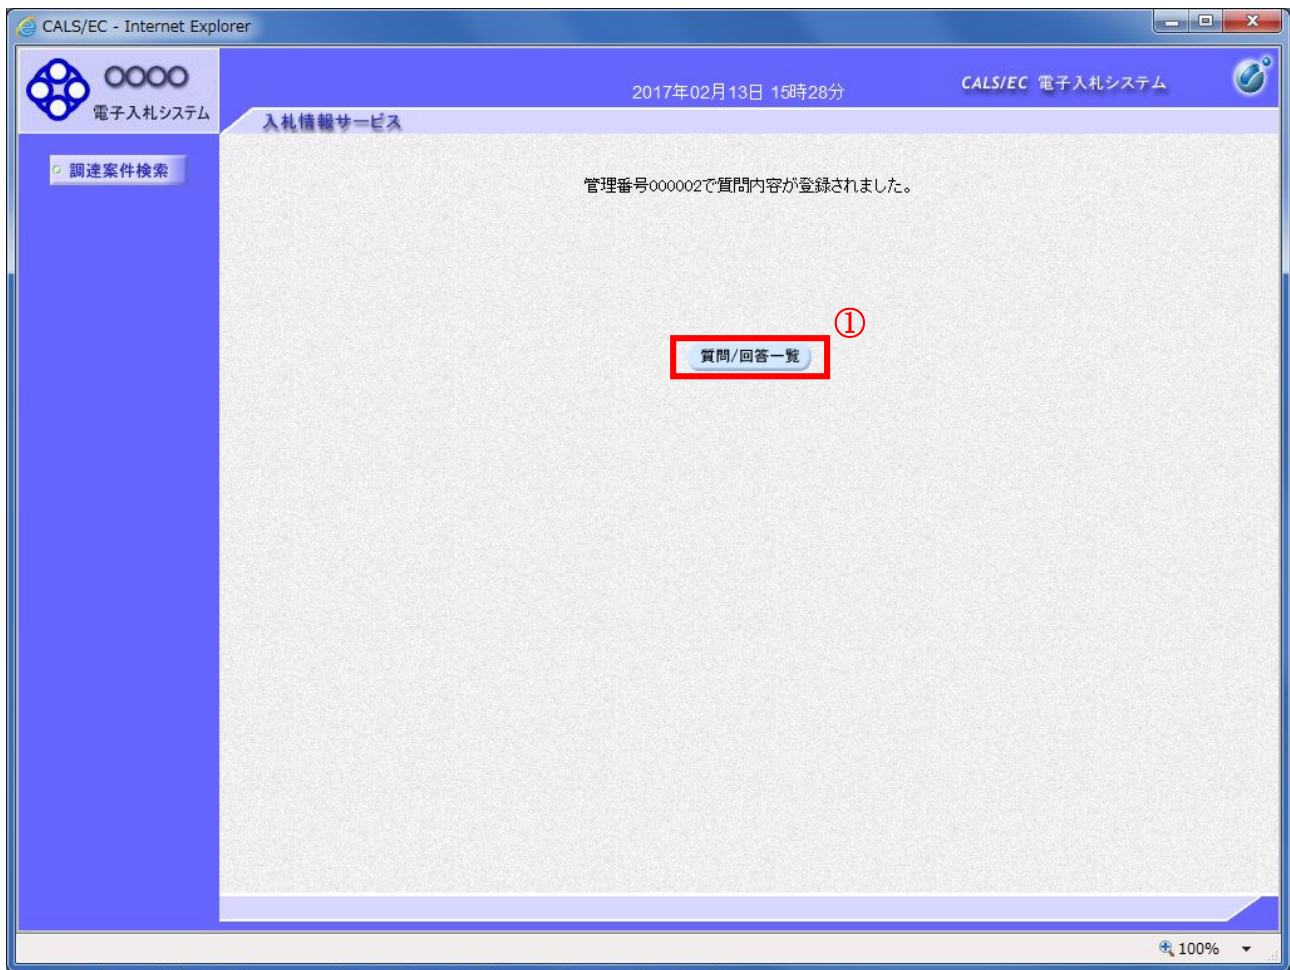 CALS/EC - Internet Explorer
○○○○
電子入札システム
2017年02月13日 15時28分
CALS/EC 電子入札システム
入札情報サービス
調達案件検索
管理番号000002で質問内容が登録されました。
①
質問/回答一覧
100%